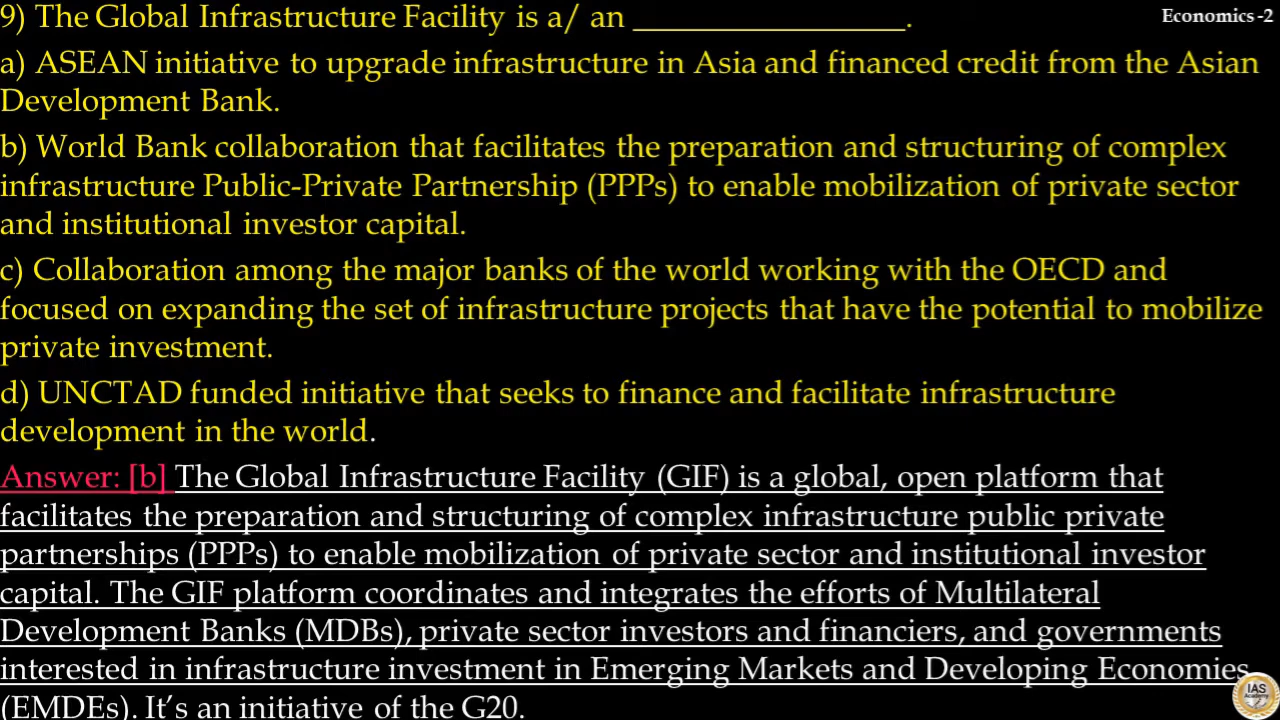 9) The Global Infrastructure Facility is a/ an _________________.
Economics -2
a) ASEAN initiative to upgrade infrastructure in Asia and financed credit from the Asian
Development Bank.
b) World Bank collaboration that facilitates the preparation and structuring of complex
infrastructure Public-Private Partnership (PPPs) to enable mobilization of private sector
and institutional investor capital.
c) Collaboration among the major banks of the world working with the OECD and
focused on expanding the set of infrastructure projects that have the potential to mobilize
private investment.
d) UNCTAD funded initiative that seeks to finance and facilitate infrastructure
development in the world.
Answer: [b] The Global Infrastructure Facility (GIF) is a global, open platform that
facilitates the preparation and structuring of complex infrastructure public private
partnerships (PPPs) to enable mobilization of private sector and institutional investor
capital. The GIF platform coordinates and integrates the efforts of Multilateral
Development Banks (MDBs), private sector investors and financiers, and governments
interested in infrastructure investment in Emerging Markets and Developing Economies
(EMDEs). It's an initiative of the G20.
IAS
Academy